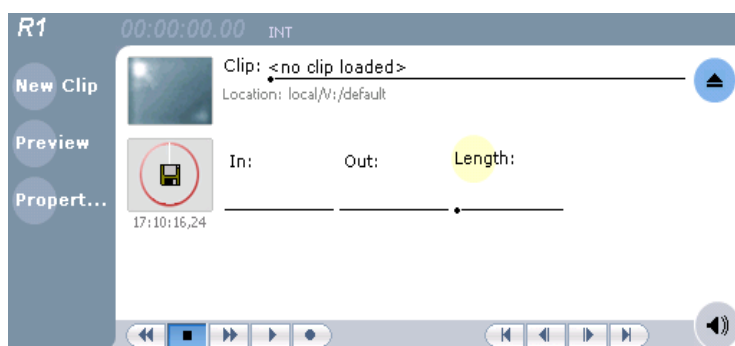 R1
00:00:00.00 INT
Clip: <no clip loaded>
New Clip
Location: local/V:/default
Preview
In: Out: Length:
Propert...
17:10:16,24